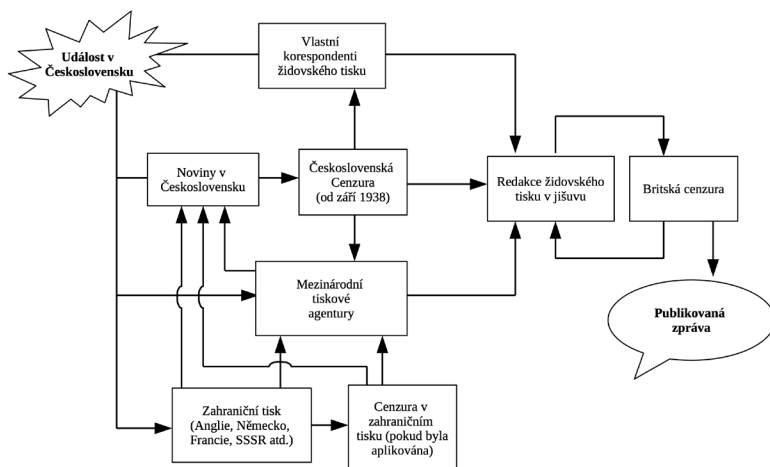 Událost v
Československu
Vlastní
korespondenti
židovského tisku
Noviny v
Československu
Československá
Cenzura
(od září 1938)
Redakce židovského
tisku v jišuvu
Britská cenzura
Mezinárodní
tiskové
agentury
Publikovaná
zpráva
Zahraniční tisk
(Anglie, Německo,
Francie, SSSR atd.)
Cenzura v
zahraničním
tisku (pokud byla
aplikována)